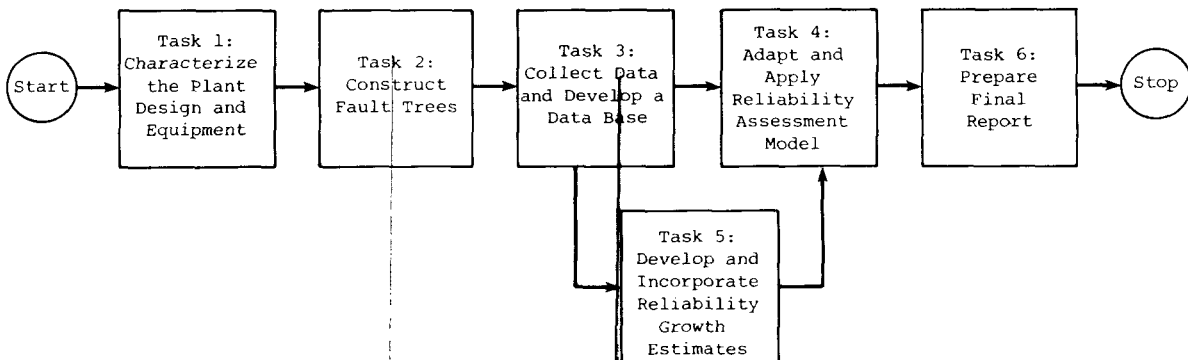 Start
Task 1:
Characterize
the Plant
Design and
Equipment
Task 2:
Construct
Fault Trees
Task 3:
Collect Data
and Develop a
Data Base
Task 4:
Adapt and
Apply
Reliability
Assessment
Model
Task 5:
Develop and
Incorporate
Reliability
Growth
Estimates
Task 6:
Prepare
Final
Report
Stop